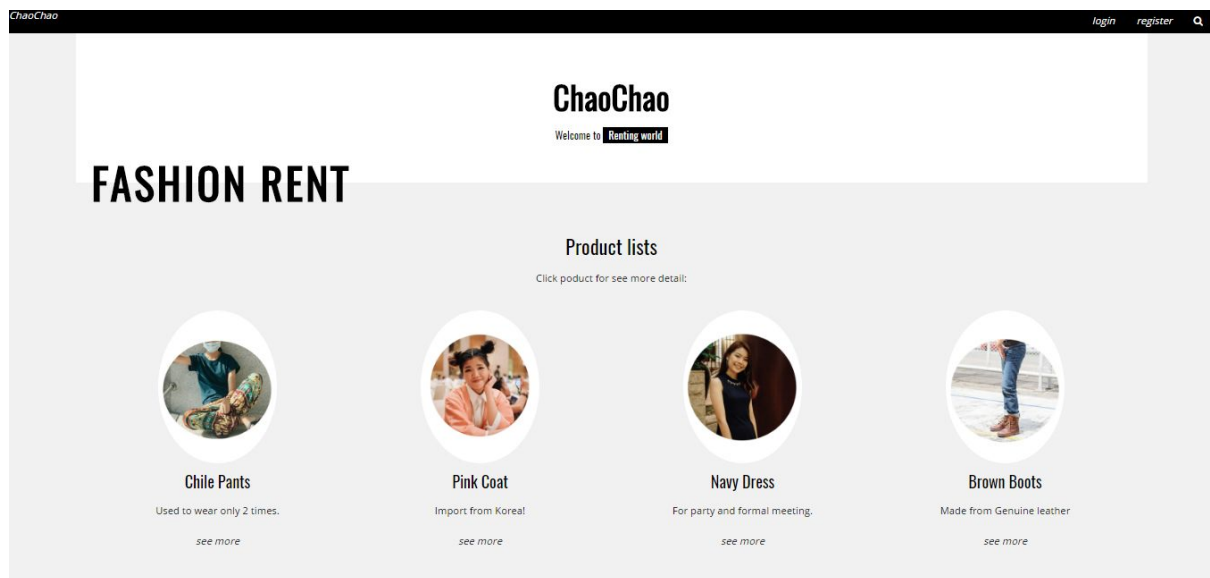 ChaoChao
login register
ChaoChao
Welcome to Renting world
FASHION RENT
Product lists
Click poduct for see more detail:
Chile Pants
Pink Coat
Navy Dress
Brown Boots
Used to wear only 2 times.
Import from Korea!
For party and formal meeting.
Made from Genuine leather
see more
see more
see more
see more